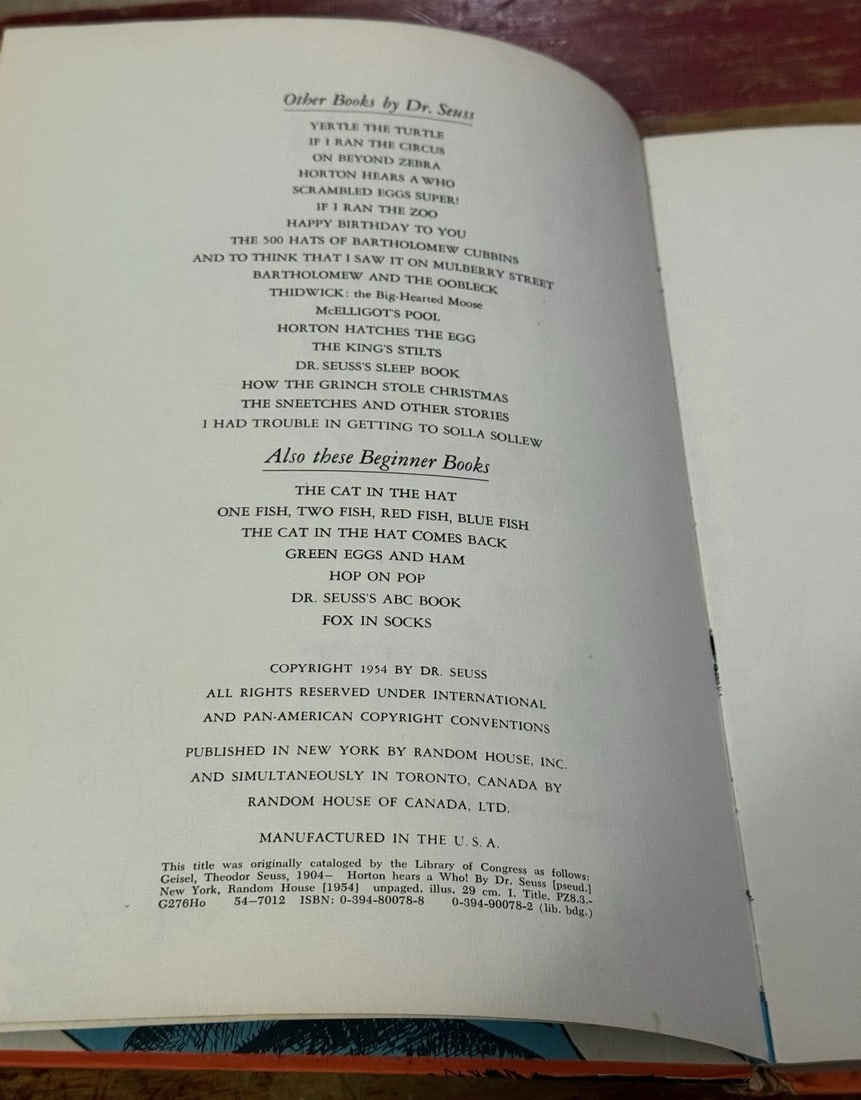 Other Books by Dr. Seuss
YERTLE THE TURTLE
IF I RAN THE CIRCUS
ON BEYOND ZEBRA
HORTON HEARS A WHO
SCRAMBLED EGGS SUPER!
IF I RAN THE ZOO
HAPPY BIRTHDAY TO YOU
THE 500 HATS OF BARTHOLOMEW CUBBINS
AND TO THINK THAT I SAW IT ON MULBERRY STREET
BARTHOLOMEW AND THE OOBLECK
THIDWICK: the Big-Hearted Moose
McELLIGOT'S POOL
HORTON HATCHES THE EGG
THE KING'S STILTS
DR. SEUSS'S SLEEP BOOK
HOW THE GRINCH STOLE CHRISTMAS
THE SNEETCHES AND OTHER STORIES
I HAD TROUBLE IN GETTING TO SOLLA SOLLEW
Also these Beginner Books
THE CAT IN THE HAT
ONE FISH, TWO FISH, RED FISH, BLUE FISH
THE CAT IN THE HAT COMES BACK
GREEN EGGS AND HAM
HOP ON POP
DR. SEUSS'S ABC BOOK
FOX IN SOCKS
COPYRIGHT 1954 BY DR. SEUSS
ALL RIGHTS RESERVED UNDER INTERNATIONAL
AND PAN-AMERICAN COPYRIGHT CONVENTIONS
PUBLISHED IN NEW YORK BY RANDOM HOUSE, INC.
AND SIMULTANEOUSLY IN TORONTO, CANADA BY
RANDOM HOUSE OF CANADA, LTD.
MANUFACTURED IN THE U. S. A.
This title was originally cataloged by the Library of Congress as follows:
Geisel, Theodor Seuss, 1904– Horton hears a Who! By Dr. Seuss [pseud.]
New York, Random House [1954] unpaged. illus. 29 cm. I. Title. PZ8.3.-
G276Ho 54–7012 ISBN: 0-394-80078-8 0-394-90078-2 (lib. bdg.)